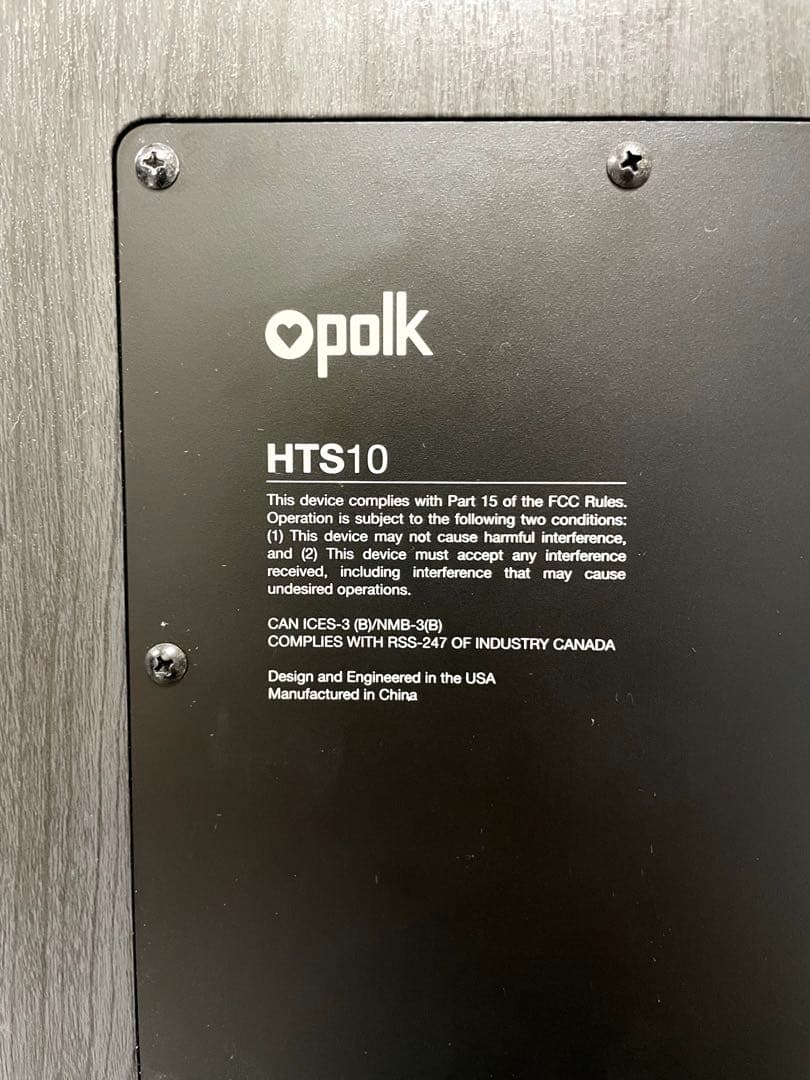 polk
HTS10
This device complies with Part 15 of the FCC Rules.
Operation is subject to the following two conditions:
(1) This device may not cause harmful interference,
and (2) This device must accept any interference
received, including interference that may cause
undesired operations.
CAN ICES-3 (B)/NMB-3(B)
COMPLIES WITH RSS-247 OF INDUSTRY CANADA
Design and Engineered in the USA
Manufactured in China